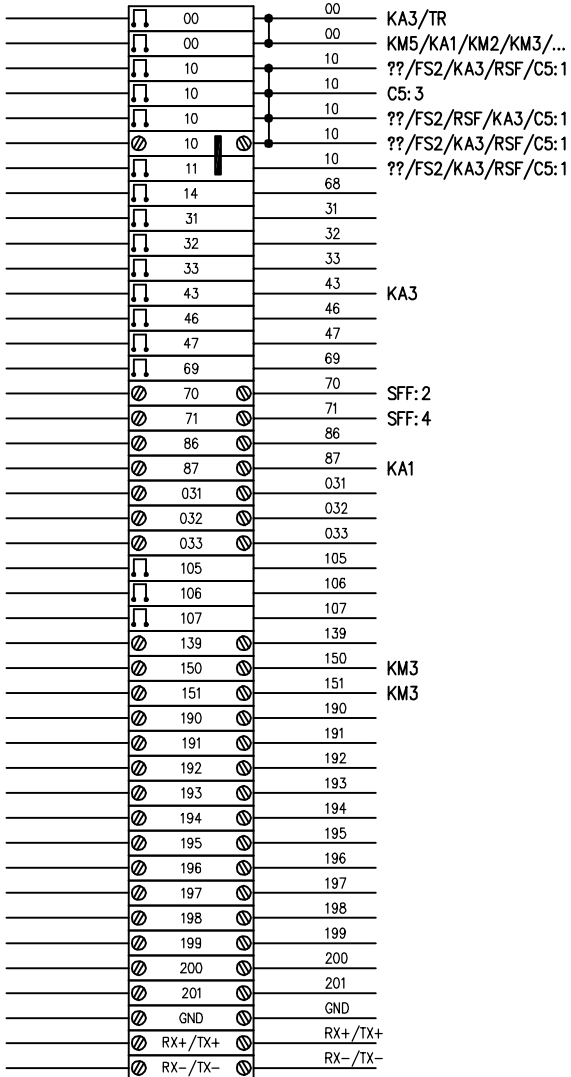 00 00 KA3/TR
00 00 KM5/KA1/KM2/KM3/...
10 10 ??/FS2/KA3/RSF/C5:1
10 10 C5:3
10 10 ??/FS2/RSF/KA3/C5:1
10 10 ??/FS2/KA3/RSF/C5:1
11 10 ??/FS2/KA3/RSF/C5:1
14 68
31 31
32 32
33 33
43 43 KA3
46 46
47 47
69 69
70 70 SFF:2
71 71 SFF:4
86 86
87 87 KA1
031 031
032 032
033 033
105 105
106 106
107 107
139 139
150 150 KM3
151 151 KM3
190 190
191 191
192 192
193 193
194 194
195 195
196 196
197 197
198 198
199 199
200 200
201 201
GND GND
RX+/TX+ RX+/TX+
RX-/TX- RX-/TX-